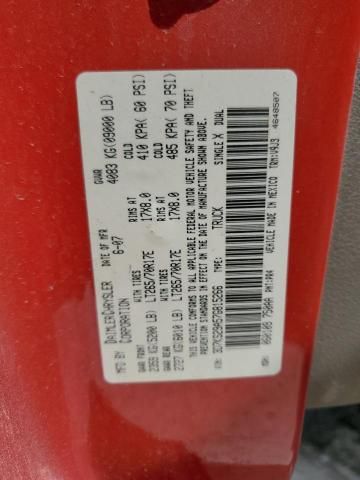 MFD BY DAIMLERCHRYSLER CORPORATION DATE OF MFR 6-07 GVWR 4083 KG(09000 LB)
GAWR FRONT WITH TIRES RIMS AT COLD
2359 KG(5200 LB) LT265/70R17E 17X8.0 410 KPA( 60 PSI)
GAWR REAR WITH TIRES RIMS AT COLD
2727 KG(6010 LB) LT265/70R17E 17X8.0 485 KPA( 70 PSI)
THIS VEHICLE CONFORMS TO ALL APPLICABLE FEDERAL MOTOR VEHICLE SAFETY AND THEFT
PREVENTION STANDARDS IN EFFECT ON THE DATE OF MANUFACTURE SHOWN ABOVE.
TYPE: TRUCK SINGLE X DUAL
VEHICLE MADE IN MEXICO 4648507